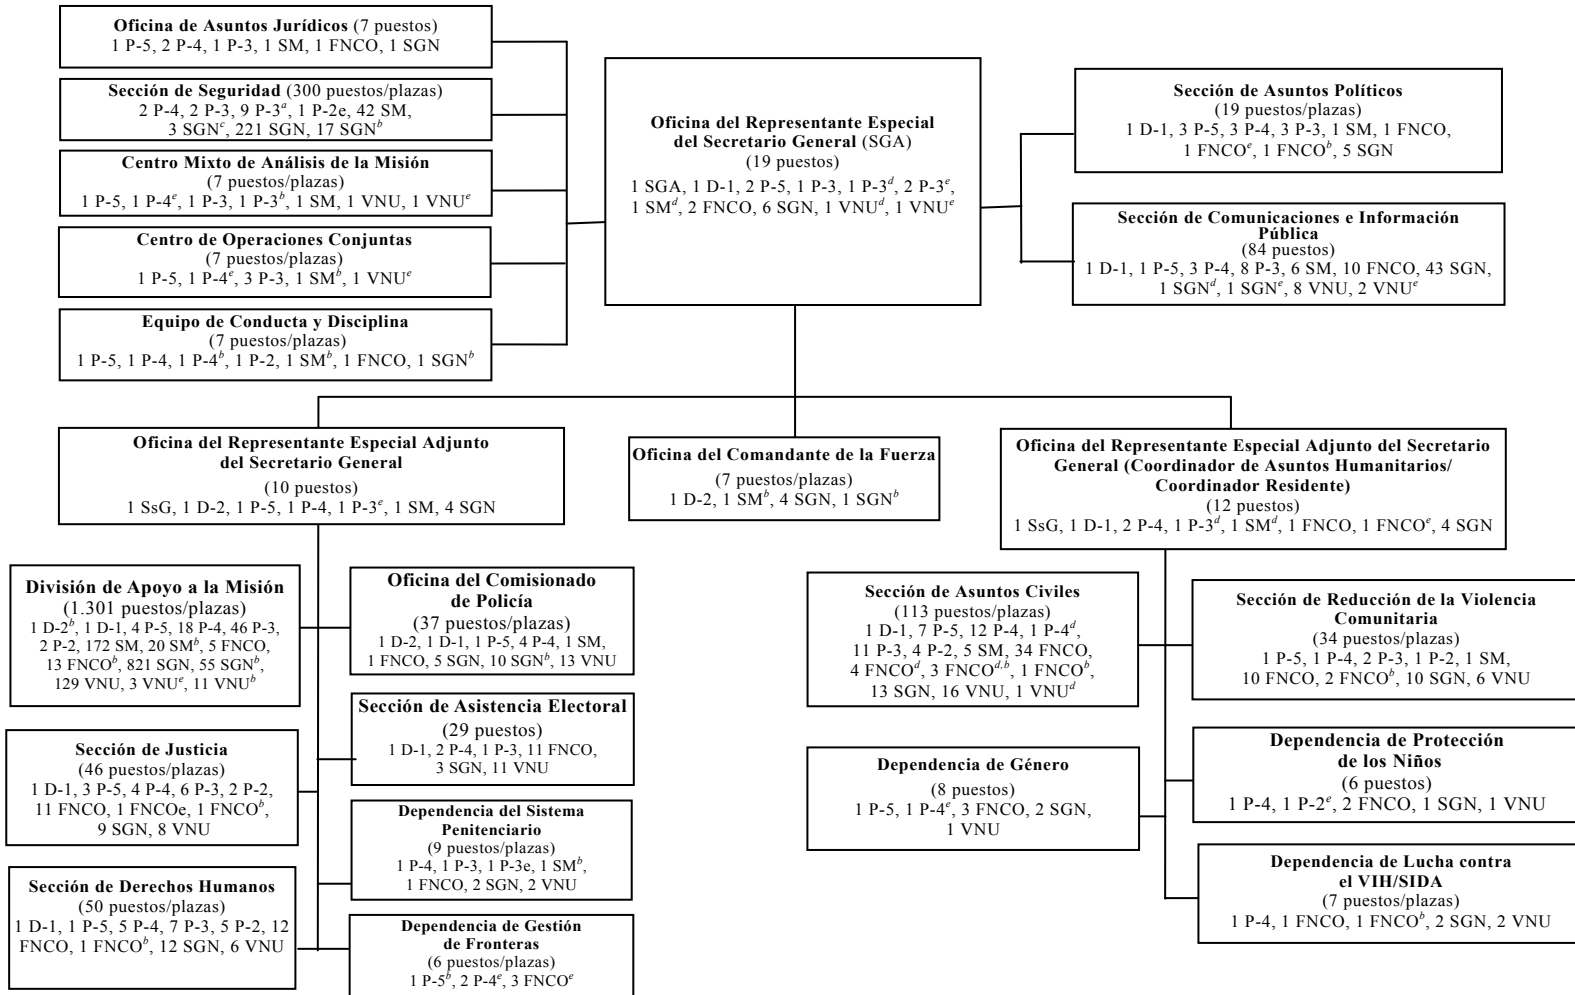 Oficina de Asuntos Jurídicos (7 puestos)
1 P-5, 2 P-4, 1 P-3, 1 SM, 1 FNCO, 1 SGN
Sección de Seguridad (300 puestos/plazas)
2 P-4, 2 P-3, 9 P-3a, 1 P-2e, 42 SM,
3 SGNc, 221 SGN, 17 SGNb
Centro Mixto de Análisis de la Misión
(7 puestos/plazas)
1 P-5, 1 P-4e, 1 P-3, 1 P-3b, 1 SM, 1 VNU, 1 VNUe
Centro de Operaciones Conjuntas
(7 puestos/plazas)
1 P-5, 1 P-4e, 3 P-3, 1 SMb, 1 VNUe
Equipo de Conducta y Disciplina
(7 puestos/plazas)
1 P-5, 1 P-4, 1 P-4b, 1 P-2, 1 SMb, 1 FNCO, 1 SGNb
Oficina del Representante Especial
del Secretario General (SGA)
(19 puestos)
1 SGA, 1 D-1, 2 P-5, 1 P-3, 1 P-3d, 2 P-3e,
1 SMd, 2 FNCO, 6 SGN, 1 VNUd, 1 VNUe
Sección de Asuntos Políticos
(19 puestos/plazas)
1 D-1, 3 P-5, 3 P-4, 3 P-3, 1 SM, 1 FNCO,
1 FNCOe, 1 FNCOb, 5 SGN
Sección de Comunicaciones e Información
Pública
(84 puestos)
1 D-1, 1 P-5, 3 P-4, 8 P-3, 6 SM, 10 FNCO, 43 SGN,
1 SGNd, 1 SGNe, 8 VNU, 2 VNUe
Oficina del Representante Especial Adjunto
del Secretario General
(10 puestos)
1 SsG, 1 D-2, 1 P-5, 1 P-4, 1 P-3e, 1 SM, 4 SGN
Oficina del Comandante de la Fuerza
(7 puestos/plazas)
1 D-2, 1 SMb, 4 SGN, 1 SGNb
Oficina del Representante Especial Adjunto del Secretario
General (Coordinador de Asuntos Humanitarios/
Coordinador Residente)
(12 puestos)
1 SsG, 1 D-1, 2 P-4, 1 P-3d, 1 SMd, 1 FNCO, 1 FNCOe, 4 SGN
División de Apoyo a la Misión
(1.301 puestos/plazas)
1 D-2b, 1 D-1, 4 P-5, 18 P-4, 46 P-3,
2 P-2, 172 SM, 20 SMb, 5 FNCO,
13 FNCOb, 821 SGN, 55 SGNb,
129 VNU, 3 VNUe, 11 VNUb
Sección de Justicia
(46 puestos/plazas)
1 D-1, 3 P-5, 4 P-4, 6 P-3, 2 P-2,
11 FNCO, 1 FNCOe, 1 FNCOb,
9 SGN, 8 VNU
Sección de Derechos Humanos
(50 puestos/plazas)
1 D-1, 1 P-5, 5 P-4, 7 P-3, 5 P-2, 12
FNCO, 1 FNCOb, 12 SGN, 6 VNU
Oficina del Comisionado
de Policía
(37 puestos/plazas)
1 D-2, 1 D-1, 1 P-5, 4 P-4, 1 SM,
1 FNCO, 5 SGN, 10 SGNb, 13 VNU
Sección de Asistencia Electoral
(29 puestos)
1 D-1, 2 P-4, 1 P-3, 11 FNCO,
3 SGN, 11 VNU
Dependencia del Sistema
Penitenciario
(9 puestos/plazas)
1 P-4, 1 P-3, 1 P-3e, 1 SMb,
1 FNCO, 2 SGN, 2 VNU
Dependencia de Gestión
de Fronteras
(6 puestos/plazas)
1 P-5b, 2 P-4e, 3 FNCOe
Sección de Asuntos Civiles
(113 puestos/plazas)
1 D-1, 7 P-5, 12 P-4, 1 P-4d,
11 P-3, 4 P-2, 5 SM, 34 FNCO,
4 FNCOd, 3 FNCOd,b, 1 FNCOb,
13 SGN, 16 VNU, 1 VNUd
Dependencia de Género
(8 puestos)
1 P-5, 1 P-4e, 3 FNCO, 2 SGN,
1 VNU
Sección de Reducción de la Violencia
Comunitaria
(34 puestos/plazas)
1 P-5, 1 P-4, 2 P-3, 1 P-2, 1 SM,
10 FNCO, 2 FNCOb, 10 SGN, 6 VNU
Dependencia de Protección
de los Niños
(6 puestos)
1 P-4, 1 P-2e, 2 FNCO, 1 SGN, 1 VNU
Dependencia de Lucha contra
el VIH/SIDA
(7 puestos/plazas)
1 P-4, 1 FNCO, 1 FNCOb, 2 SGN, 2 VNU